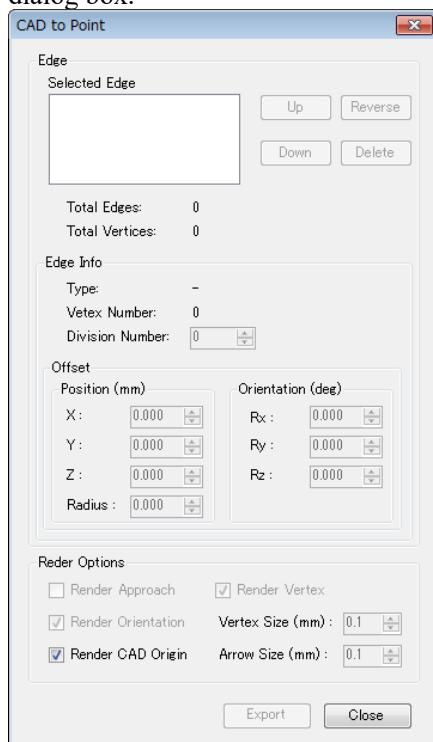 dialog box.
CAD to Point
Edge
Selected Edge
Up Reverse
Down Delete
Total Edges: 0
Total Vertices: 0
Edge Info
Type: -
Vetex Number: 0
Division Number: 0
Offset
Position (mm) Orientation (deg)
X : 0.000 Rx : 0.000
Y : 0.000 Ry : 0.000
Z : 0.000 Rz : 0.000
Radius : 0.000
Reder Options
Render Approach Render Vertex
Render Orientation Vertex Size (mm) : 0.1
Render CAD Origin Arrow Size (mm) : 0.1
Export Close